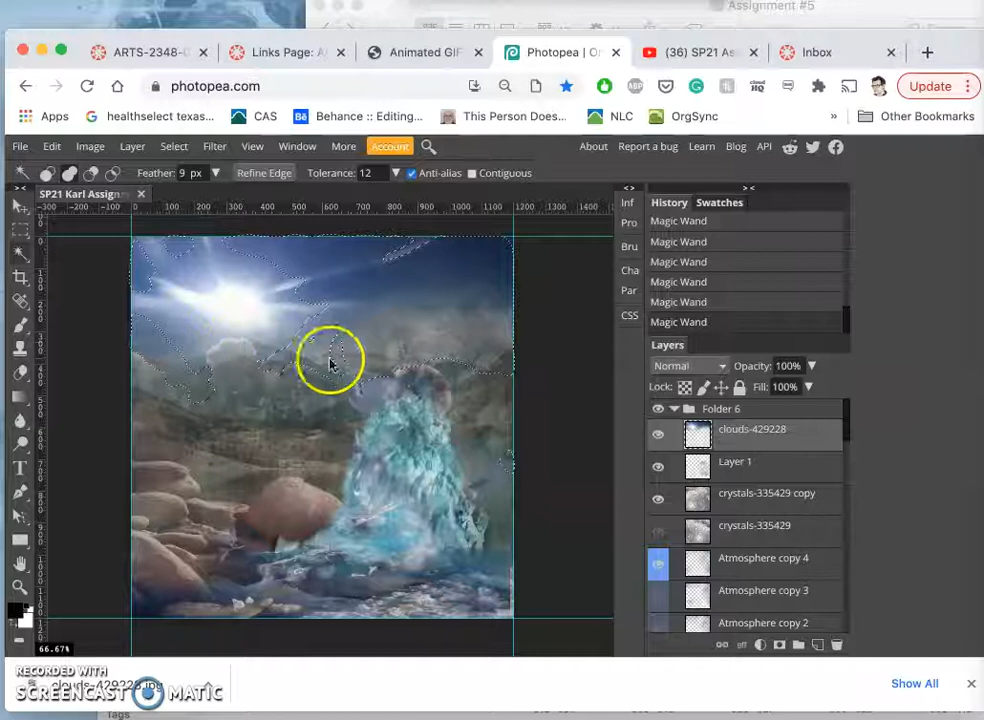 Assignment #5
ARTS-2348-
Links Page: A
Animated GIF
Photopea | O
(36) SP21 As
Inbox
photopea.com
Update
Apps
healthselect texas...
CAS
Behance :: Editing...
This Person Does...
NLC
OrgSync
»
Other Bookmarks
File Edit Image Layer Select Filter View Window More Account
About Report a bug Learn Blog API
Feather: 9 px Refine Edge Tolerance: 12 Anti-alias Contiguous
SP21 Karl Assign
Inf
Pro
Bru
Cha
Par
CSS
History Swatches
Magic Wand
Magic Wand
Magic Wand
Magic Wand
Magic Wand
Magic Wand
Layers
Normal Opacity: 100%
Lock: Fill: 100%
Folder 6
clouds-429228
Layer 1
crystals-335429 copy
crystals-335429
Atmosphere copy 4
Atmosphere copy 3
Atmosphere copy 2
66.67%
RECORDED WITH
SCREENCAST MATIC
clouds-429228.jpg
Show All
Tags